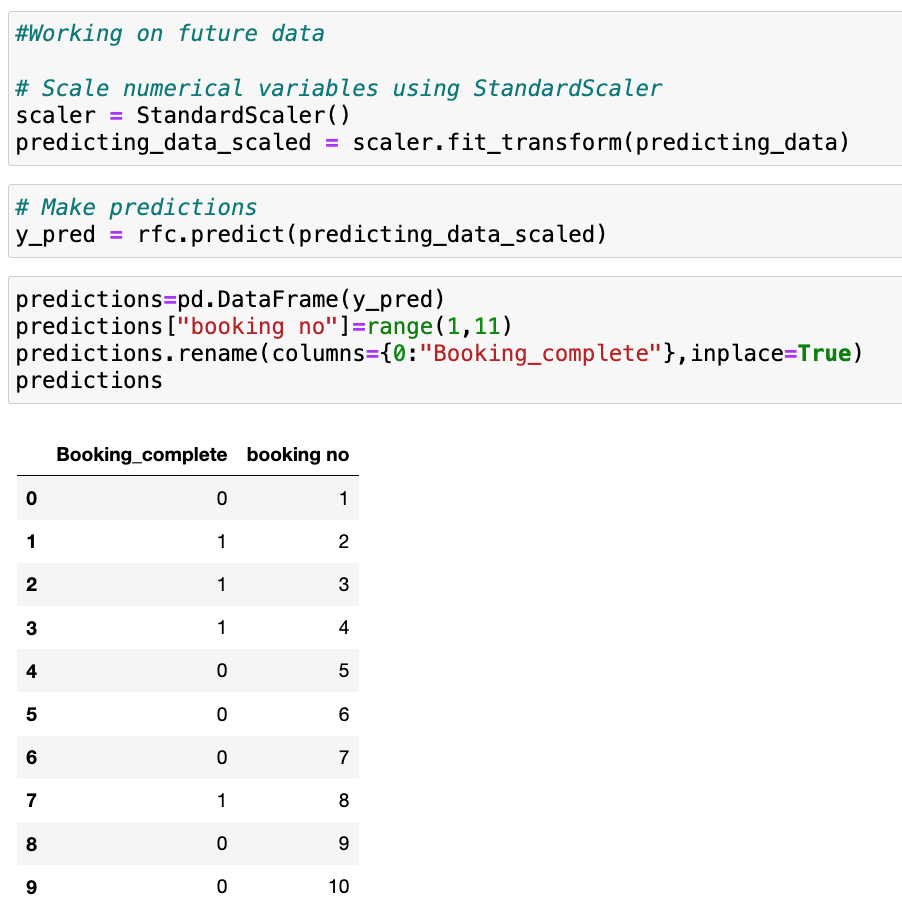 #Working on future data
# Scale numerical variables using StandardScaler
scaler = StandardScaler()
predicting_data_scaled = scaler.fit_transform(predicting_data)
# Make predictions
y_pred = rfc.predict(predicting_data_scaled)
predictions=pd.DataFrame(y_pred)
predictions["booking no"]=range(1,11)
predictions.rename(columns={0:"Booking_complete"},inplace=True)
predictions
Booking_complete booking no
0 0 1
1 1 2
2 1 3
3 1 4
4 0 5
5 0 6
6 0 7
7 1 8
8 0 9
9 0 10